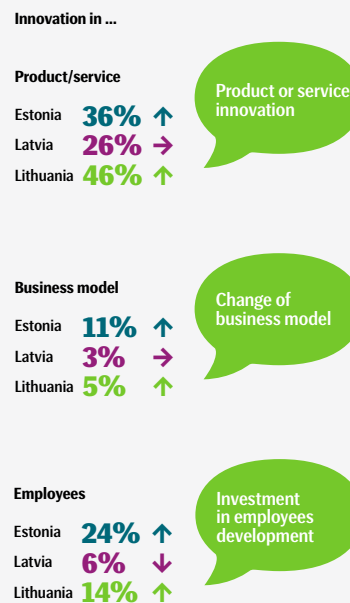 Innovation in ...
Product/service
Estonia 36% ↑
Latvia 26% →
Lithuania 46% ↑
Product or service
innovation
Business model
Estonia 11% ↑
Latvia 3% →
Lithuania 5% ↑
Change of
business model
Employees
Estonia 24% ↑
Latvia 6% ↓
Lithuania 14% ↑
Investment
in employees
development